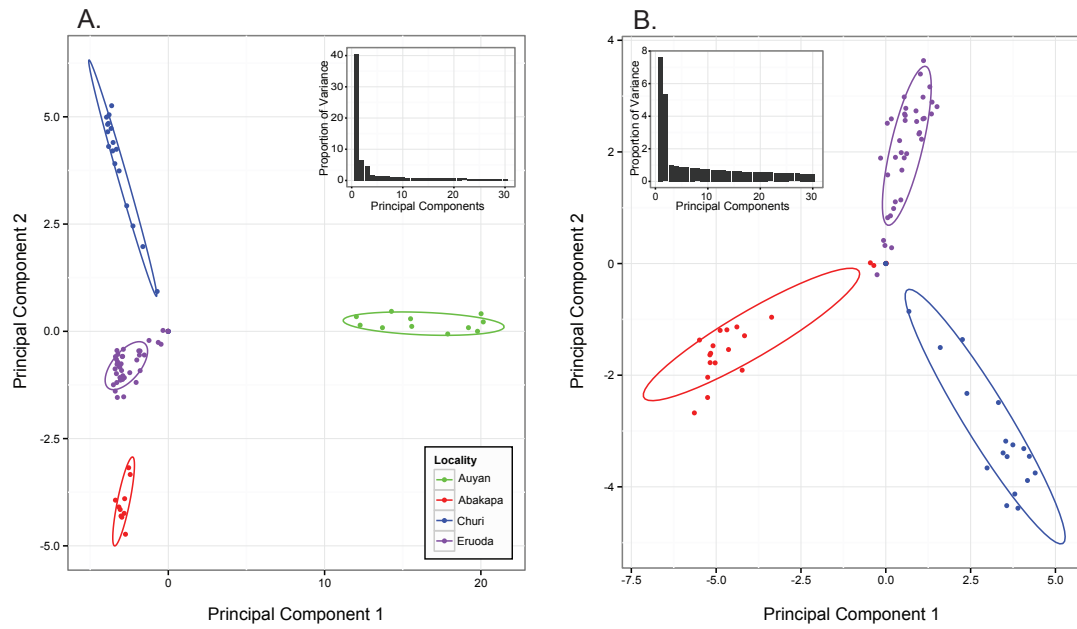 A.
Principal Component 2
5.0
2.5
0.0
-2.5
-5.0
0
10
20
Principal Component 1
Proportion of Variance
40
30
20
10
0
0
10
20
30
Principal Components
Locality
Auyan
Abakapa
Churi
Eruoda
B.
Principal Component 2
4
2
0
-2
-4
-7.5
-5.0
-2.5
0.0
2.5
5.0
Principal Component 1
Proportion of Variance
8
6
4
2
0
0
10
20
30
Principal Components